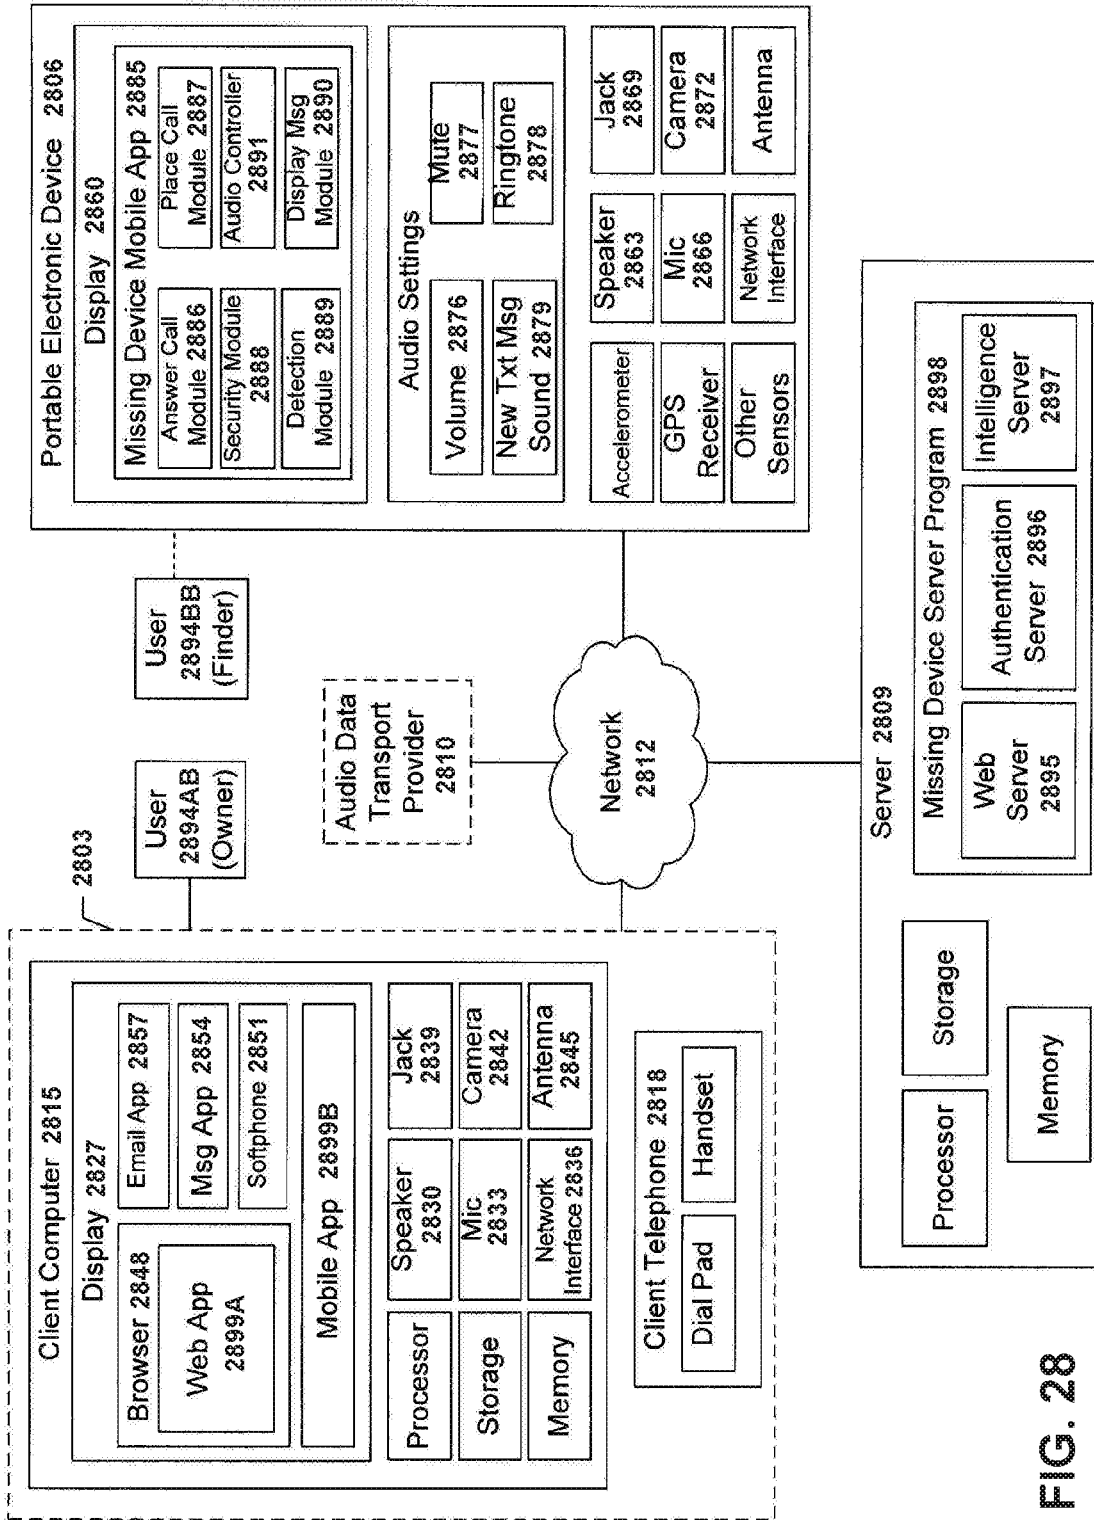 Client Computer 2815
Display 2827
Browser 2848
Web App
2899A
Email App 2857
Msg App 2854
Softphone 2851
Mobile App 2899B
Processor
Speaker
2830
Jack
2839
Storage
Mic
2833
Camera
2842
Memory
Network
Interface 2836
Antenna
2845
Client Telephone 2818
Dial Pad
Handset
2803
User
2894AB
(Owner)
User
2894BB
(Finder)
Audio Data
Transport
Provider
2810
Network
2812
Portable Electronic Device 2806
Display 2860
Missing Device Mobile App 2885
Answer Call
Module 2886
Place Call
Module 2887
Security Module
2888
Audio Controller
2891
Detection
Module 2889
Display Msg
Module 2890
Audio Settings
Volume 2876
Mute
2877
New Txt Msg
Sound 2879
Ringtone
2878
Accelerometer
Speaker
2863
Jack
2869
GPS
Receiver
Mic
2866
Camera
2872
Other
Sensors
Network
Interface
Antenna
Server 2809
Processor
Storage
Memory
Missing Device Server Program 2898
Web
Server
2895
Authentication
Server 2896
Intelligence
Server
2897
FIG. 28